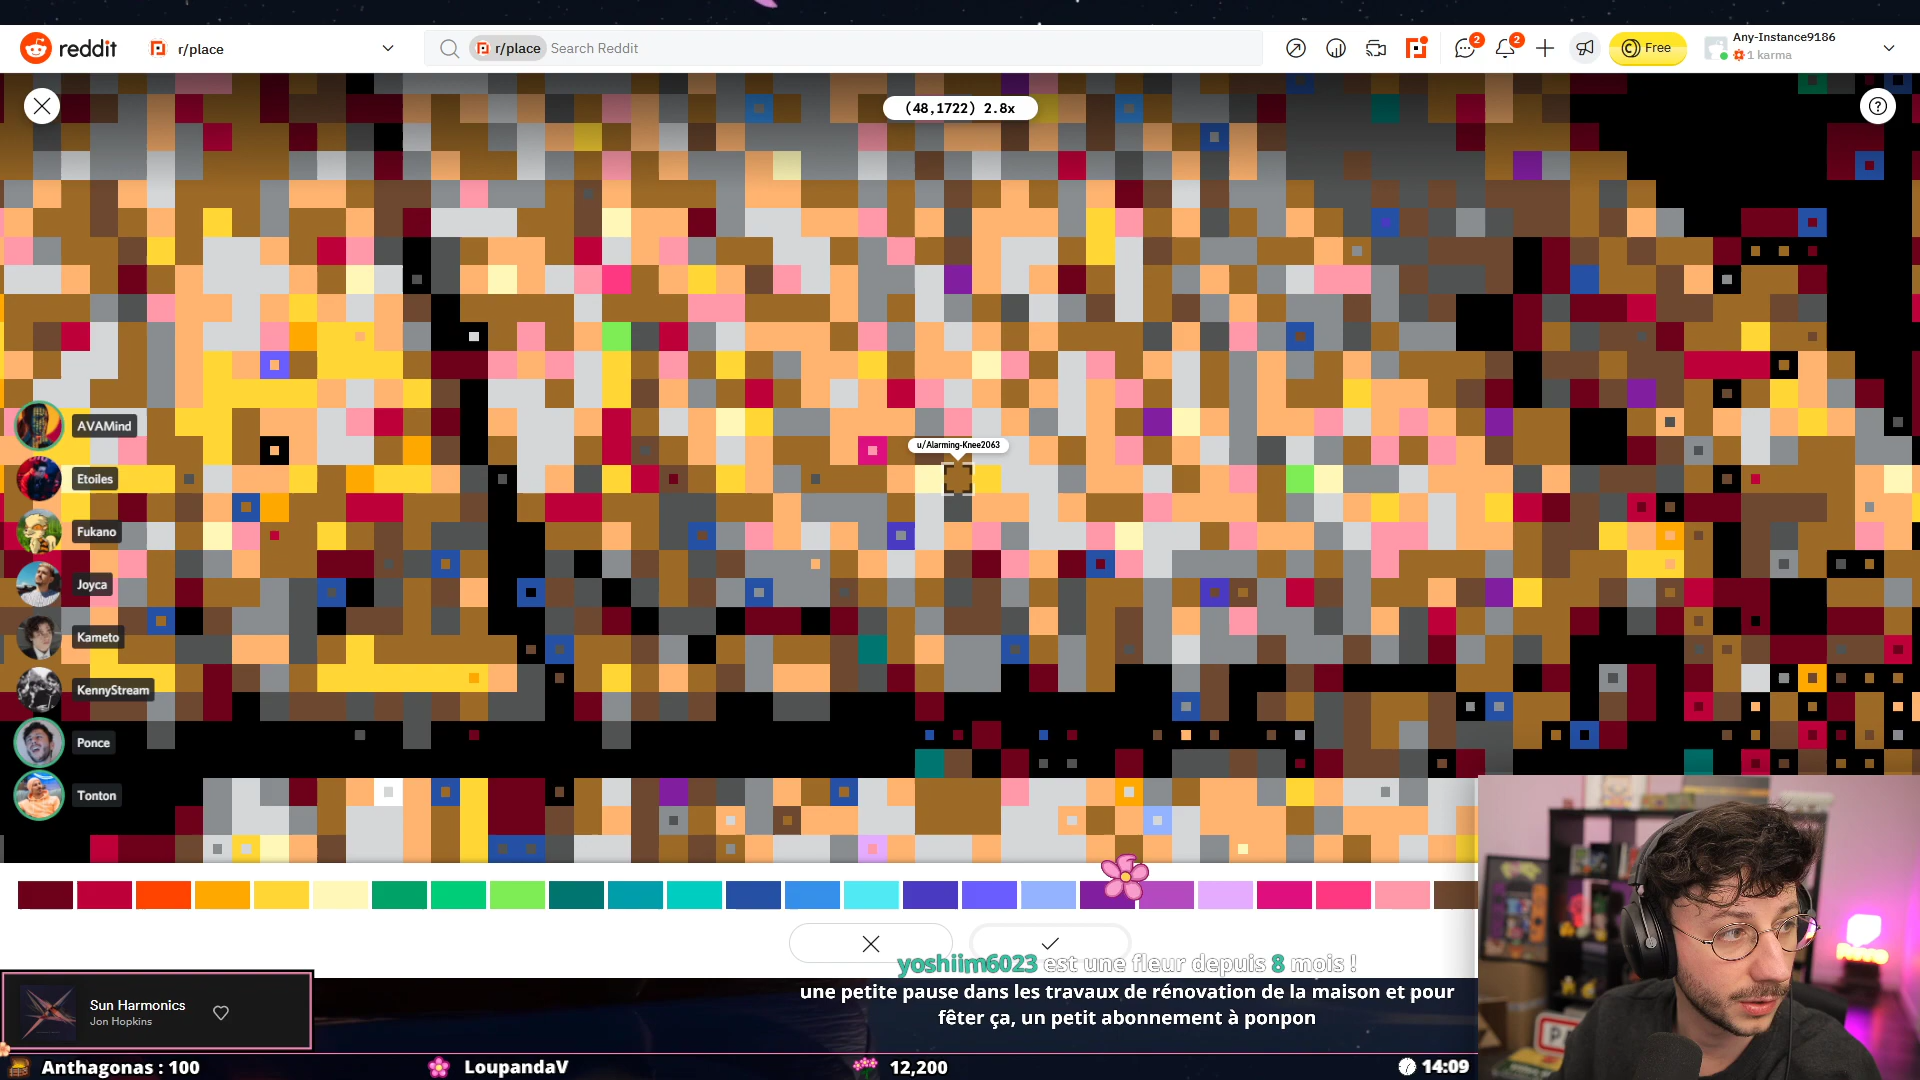 reddit
r/place
r/place Search Reddit
2
2
Free
Any-Instance9186
1 karma
(48,1722) 2.8x
AVAMind
Etoiles
u/Alarming-Knee2063
Fukano
Joyca
Kameto
KennyStream
Ponce
Tonton
yoshiim6023 est une fleur depuis 8 mois !
une petite pause dans les travaux de rénovation de la maison et pour
fêter ça, un petit abonnement à ponpon
Sun Harmonics
Jon Hopkins
Anthagonas : 100
LoupandaV
12,200
14:09